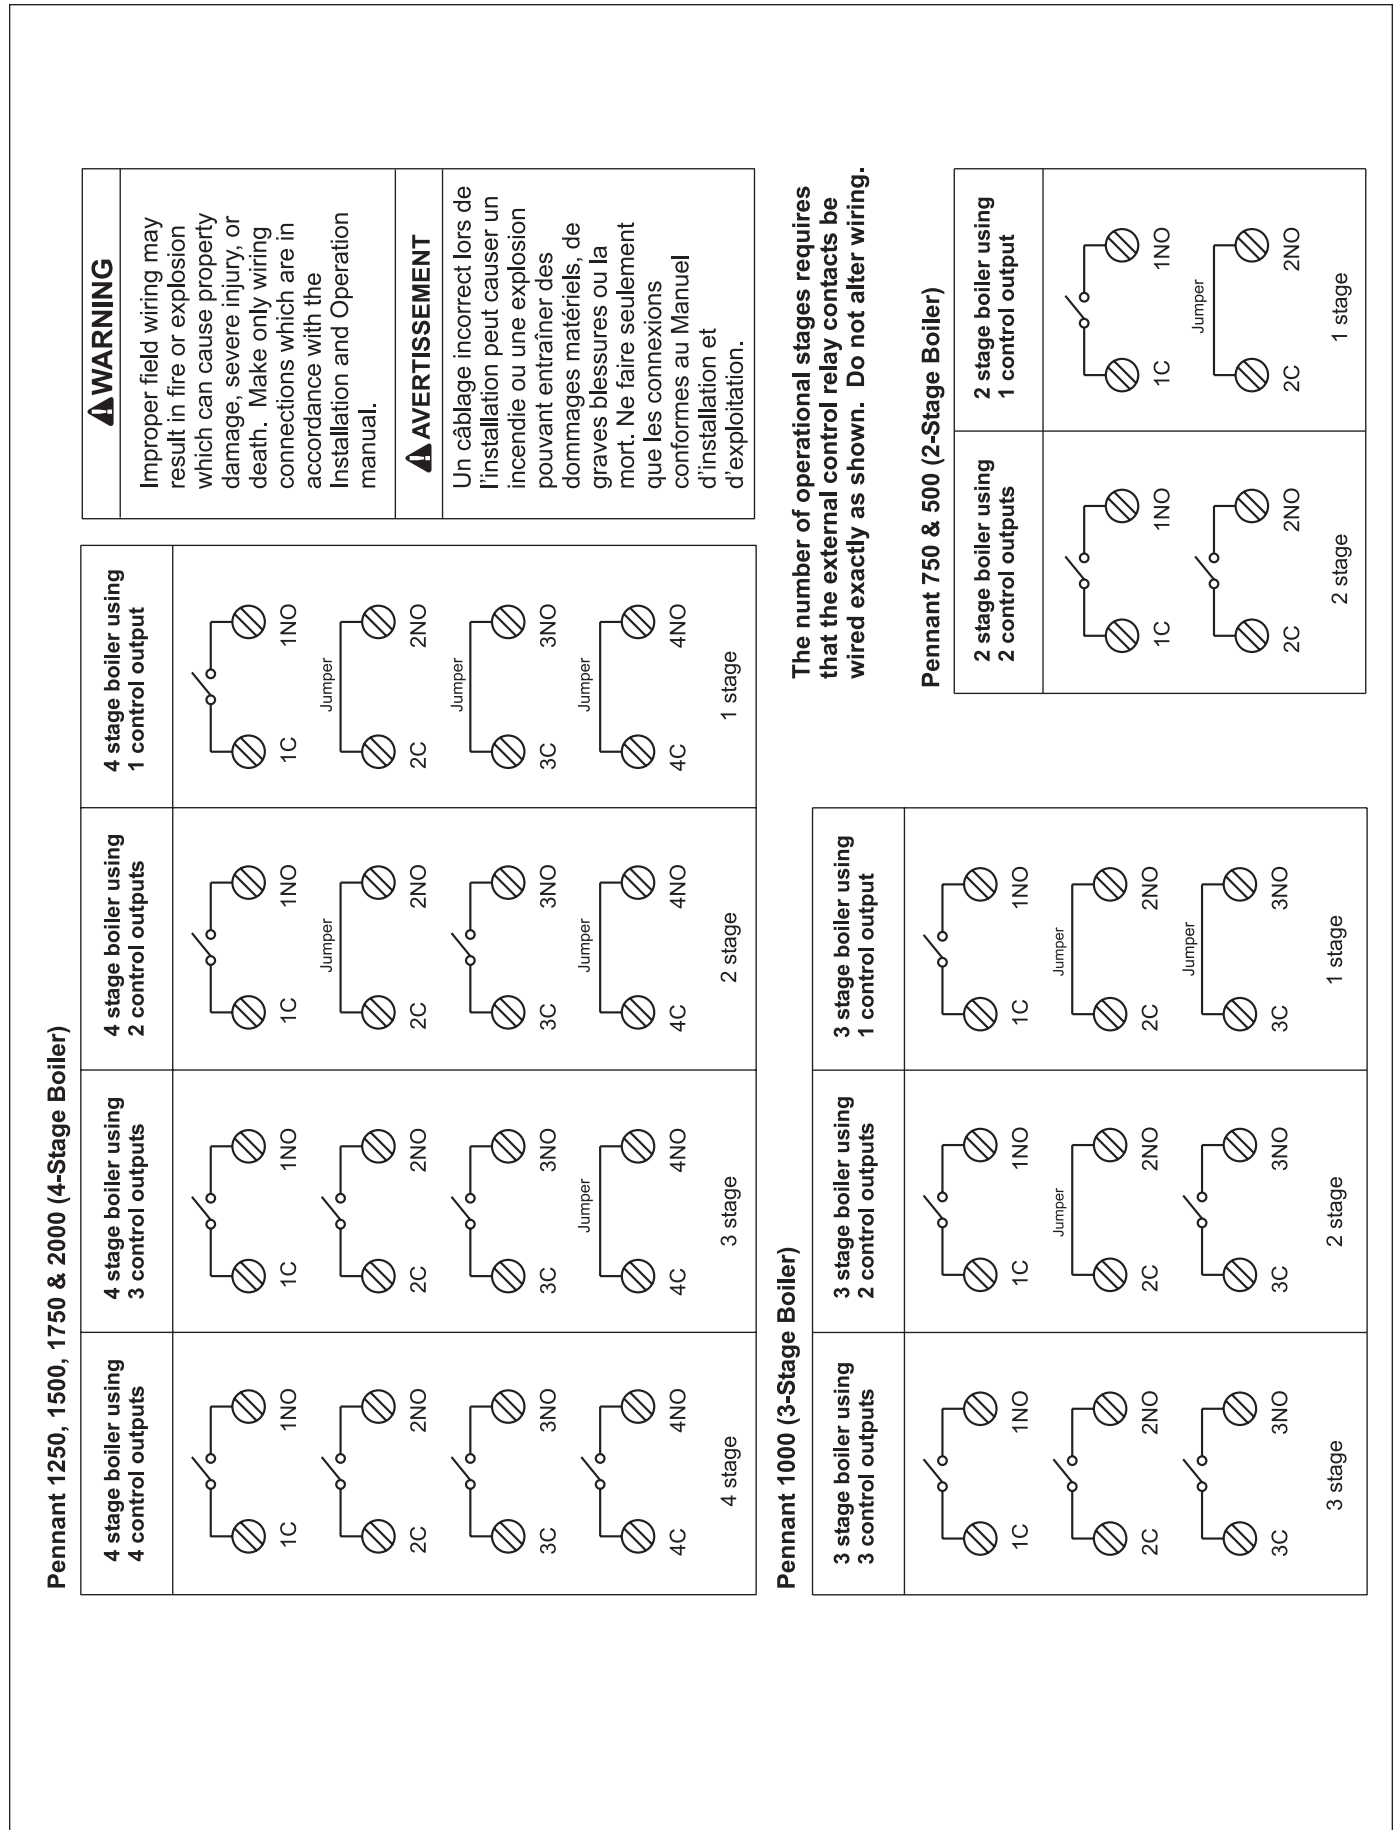 Pennant 1250, 1500, 1750 & 2000 (4-Stage Boiler)
4 stage boiler using
4 control outputs
1C 1NO
2C 2NO
3C 3NO
4C 4NO
4 stage
4 stage boiler using
3 control outputs
1C 1NO
2C 2NO
3C 3NO
Jumper
4C 4NO
3 stage
4 stage boiler using
2 control outputs
1C 1NO
Jumper
2C 2NO
3C 3NO
Jumper
4C 4NO
2 stage
4 stage boiler using
1 control output
1C 1NO
Jumper
2C 2NO
Jumper
3C 3NO
Jumper
4C 4NO
1 stage
WARNING
Improper field wiring may
result in fire or explosion
which can cause property
damage, severe injury, or
death. Make only wiring
connections which are in
accordance with the
Installation and Operation
manual.
AVERTISSEMENT
Un câblage incorrect lors de
l'installation peut causer un
incendie ou une explosion
pouvant entraîner des
dommages matériels, de
graves blessures ou la
mort. Ne faire seulement
que les connexions
conformes au Manuel
d'installation et
d'exploitation.
Pennant 1000 (3-Stage Boiler)
3 stage boiler using
3 control outputs
1C 1NO
2C 2NO
3C 3NO
3 stage
3 stage boiler using
2 control outputs
1C 1NO
Jumper
2C 2NO
3C 3NO
2 stage
3 stage boiler using
1 control output
1C 1NO
Jumper
2C 2NO
Jumper
3C 3NO
1 stage
The number of operational stages requires
that the external control relay contacts be
wired exactly as shown. Do not alter wiring.
Pennant 750 & 500 (2-Stage Boiler)
2 stage boiler using
2 control outputs
1C 1NO
2C 2NO
2 stage
2 stage boiler using
1 control output
1C 1NO
Jumper
2C 2NO
1 stage